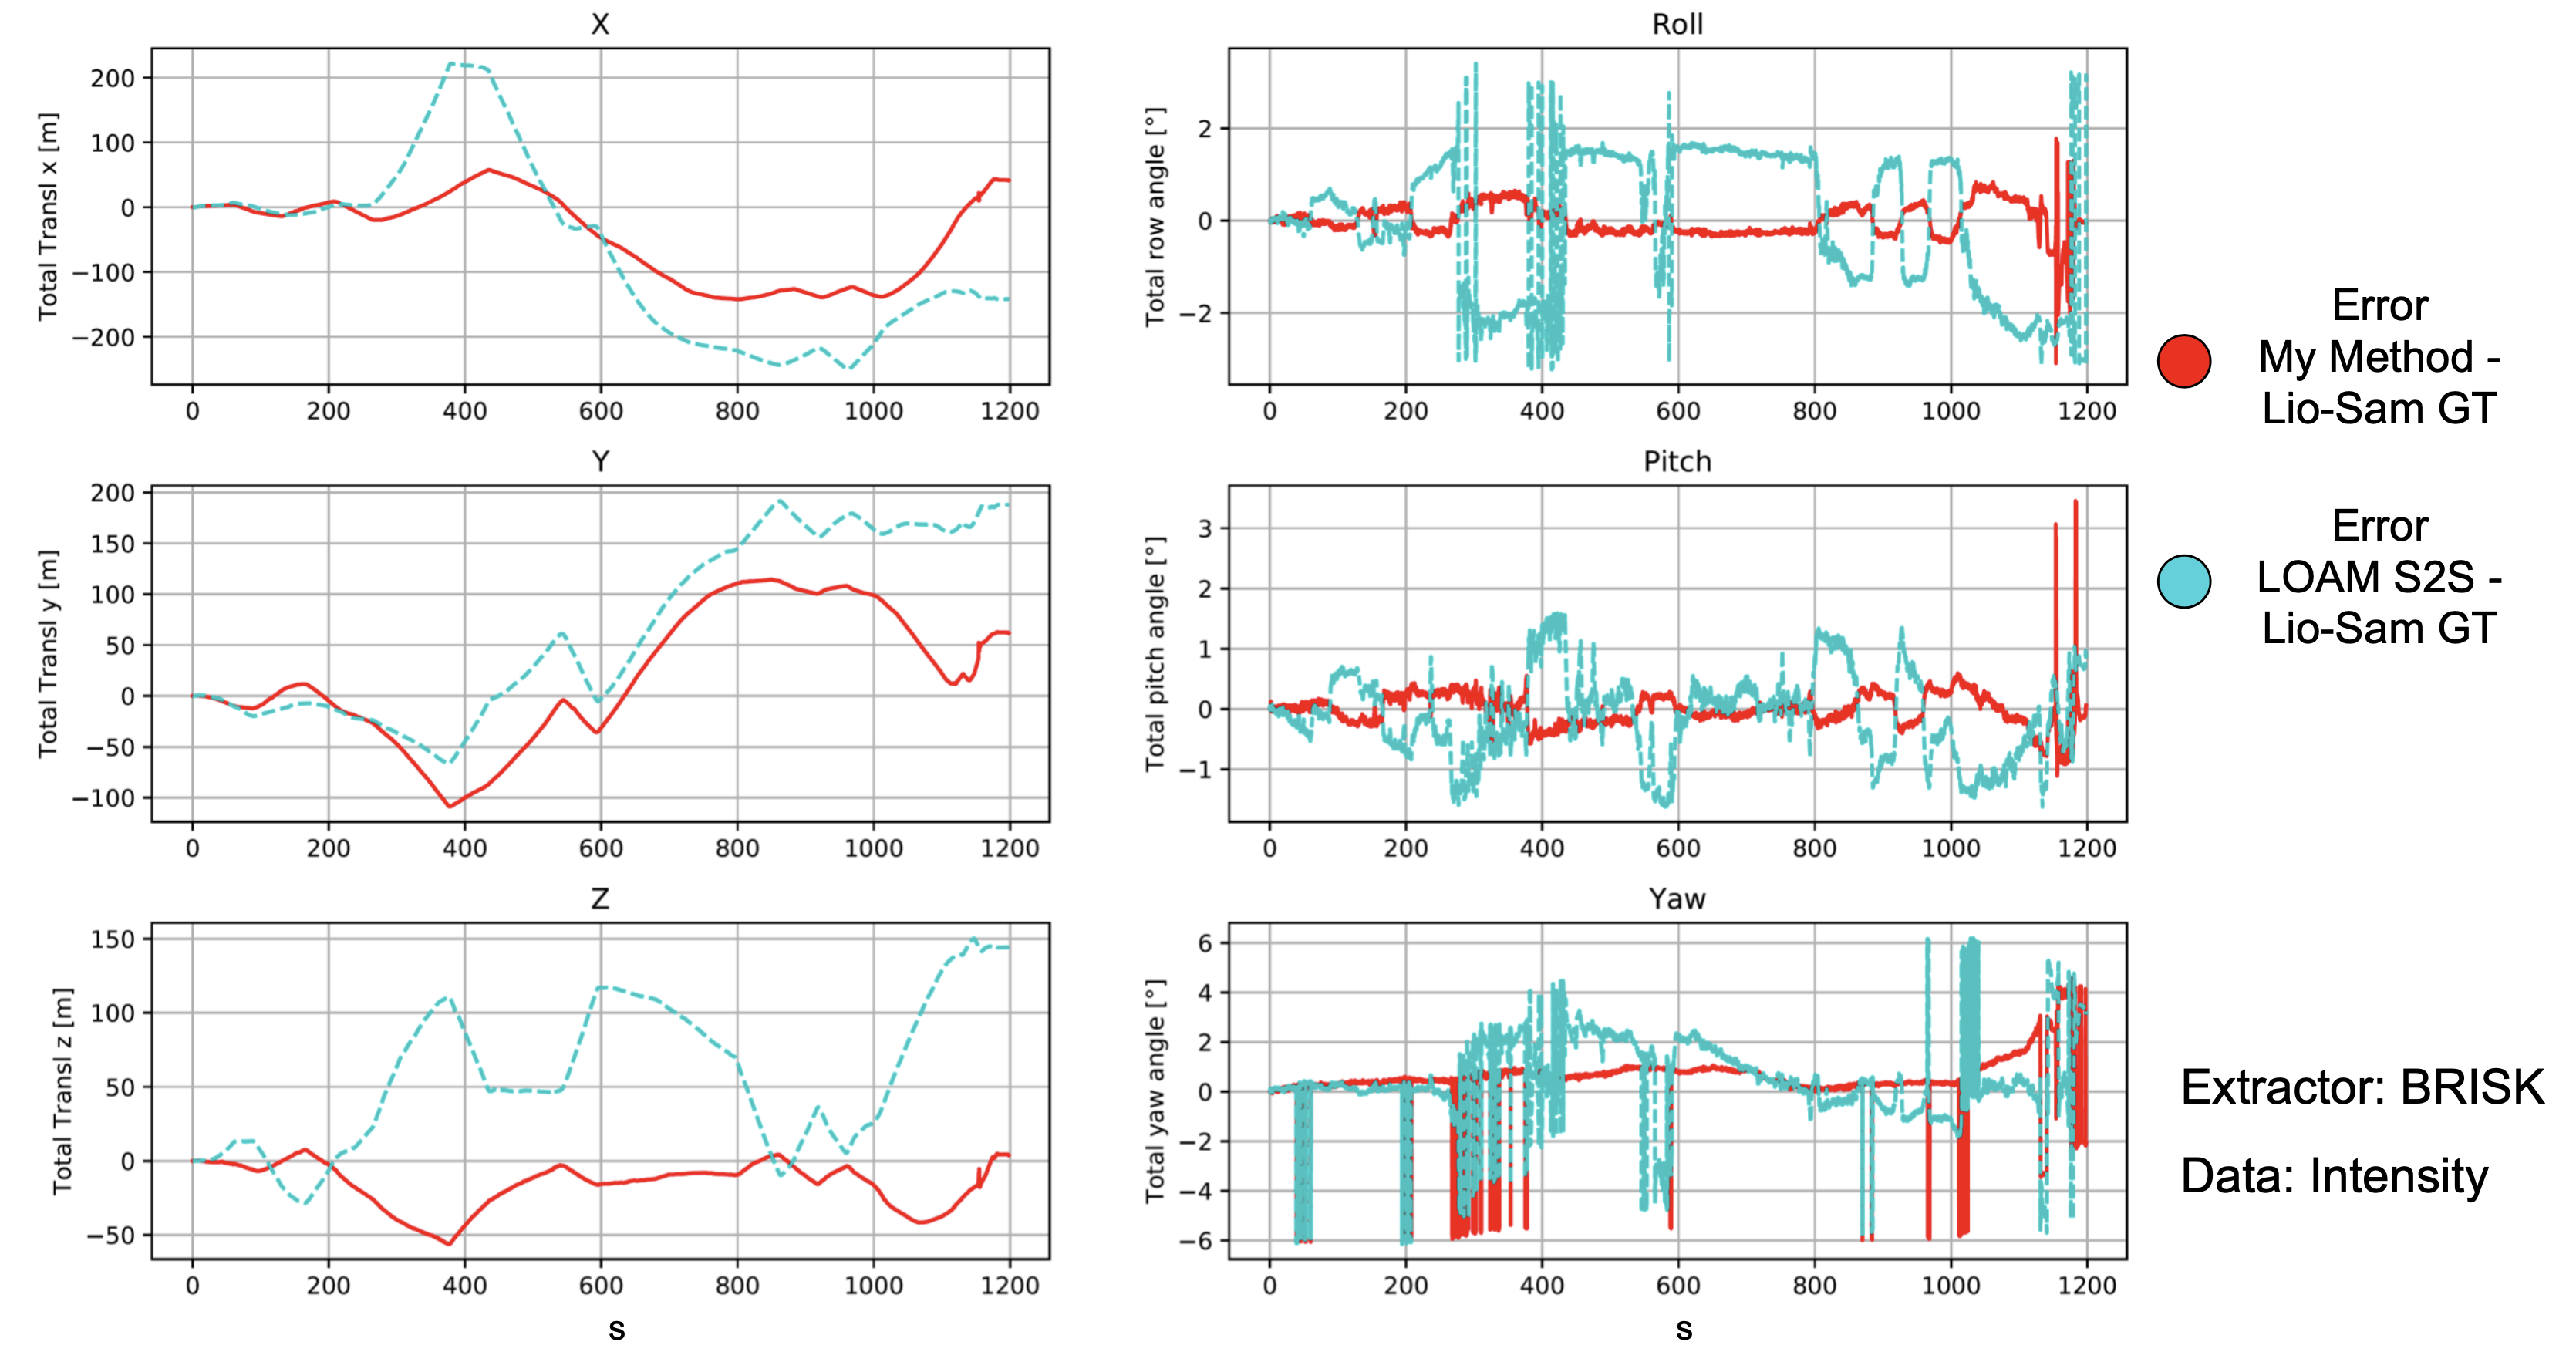 X
Total Transl x [m]
200
100
0
−100
−200
0 200 400 600 800 1000 1200
Roll
Total row angle [°]
2
0
−2
0 200 400 600 800 1000 1200
Y
Total Transl y [m]
200
150
100
50
0
−50
−100
0 200 400 600 800 1000 1200
Pitch
Total pitch angle [°]
3
2
1
0
−1
0 200 400 600 800 1000 1200
Z
Total Transl z [m]
150
100
50
0
−50
0 200 400 600 800 1000 1200
s
Yaw
Total yaw angle [°]
6
4
2
0
−2
−4
−6
0 200 400 600 800 1000 1200
s
Error
My Method -
Lio-Sam GT
Error
LOAM S2S -
Lio-Sam GT
Extractor: BRISK
Data: Intensity